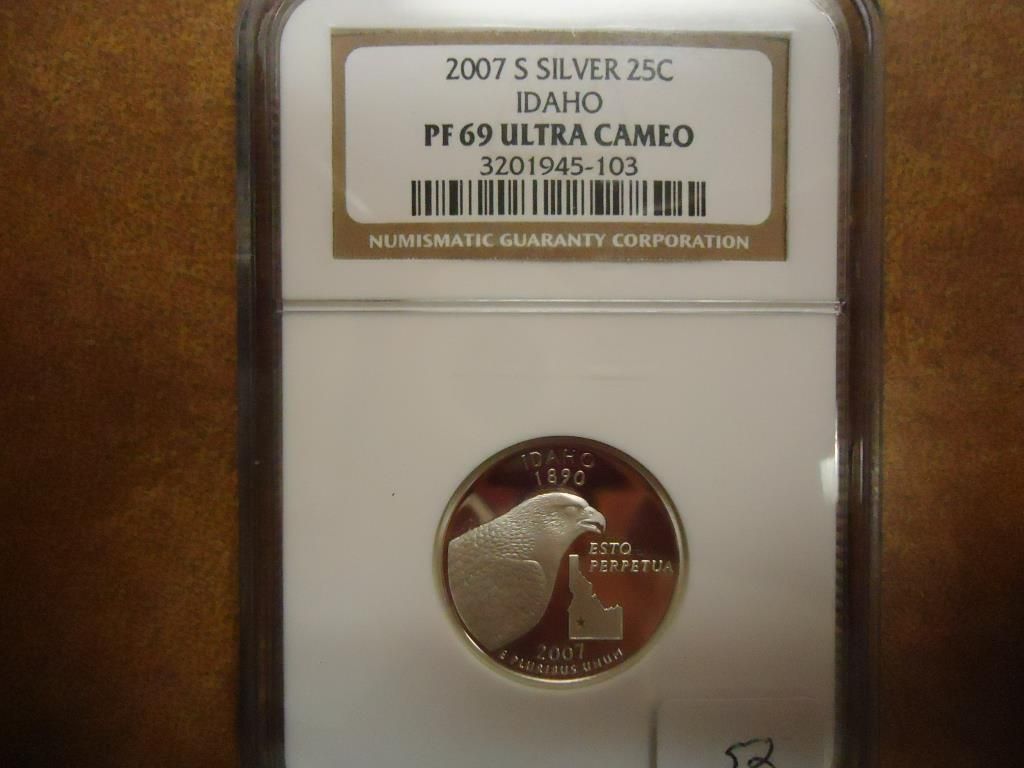 2007 S SILVER 25C
IDAHO
PF 69 ULTRA CAMEO
3201945-103
NUMISMATIC GUARANTY CORPORATION
IDAHO
1890
ESTO
PERPETUA
2007
E PLURIBUS UNUM
52